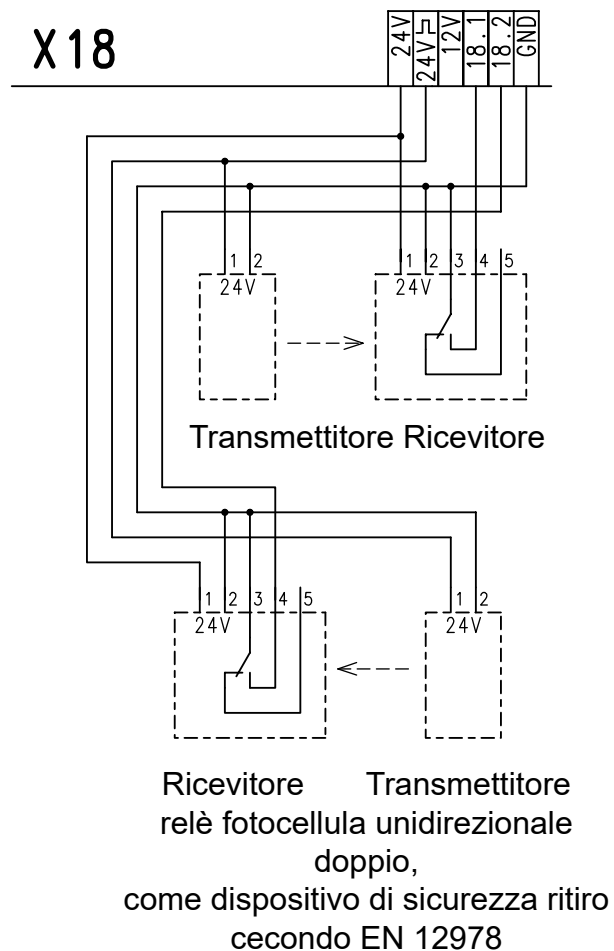 X18
24V
24V
12V
18.1
18.2
GND
1 2
24V
1 2 3 4 5
24V
Transmettitore Ricevitore
1 2 3 4 5
24V
1 2
24V
Ricevitore Transmettitore
relè fotocellula unidirezionale
doppio,
come dispositivo di sicurezza ritiro
cecondo EN 12978